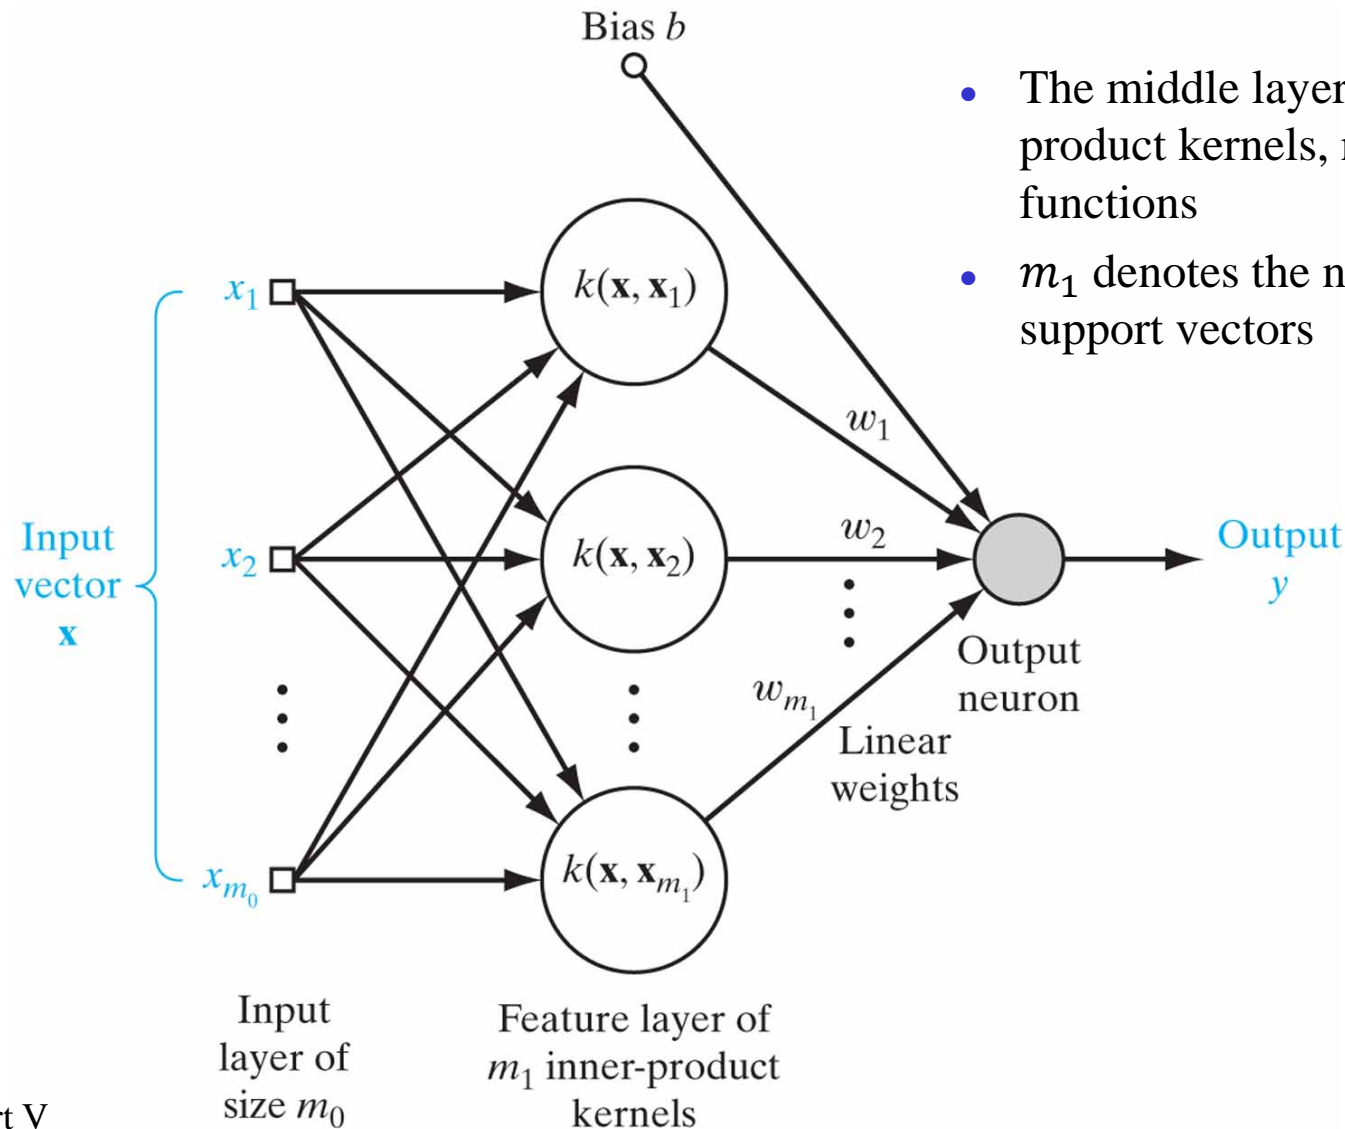 Bias b
• The middle layer
product kernels,
functions
• m₁ denotes the
support vectors
x₁
k(x, x₁)
w₁
Input
vector
x
x₂
k(x, x₂)
w₂
Output
y
Output
neuron
w_{m₁}
Linear
weights
x_{m₀}
k(x, x_{m₁})
Input
layer of
size m₀
Feature layer of
m₁ inner-product
kernels
rt V